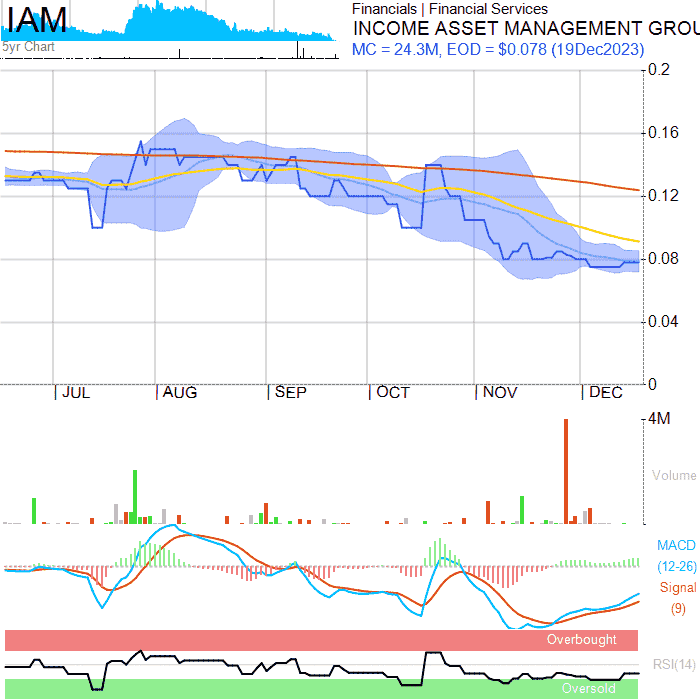 IAM
5yr Chart
Financials | Financial Services
INCOME ASSET MANAGEMENT GROU
MC = 24.3M, EOD = $0.078 (19Dec2023)
0.2
0.16
0.12
0.08
0.04
0
JUL AUG SEP OCT NOV DEC
4M
Volume
MACD
(12-26)
Signal
(9)
Overbought
RSI(14)
Oversold